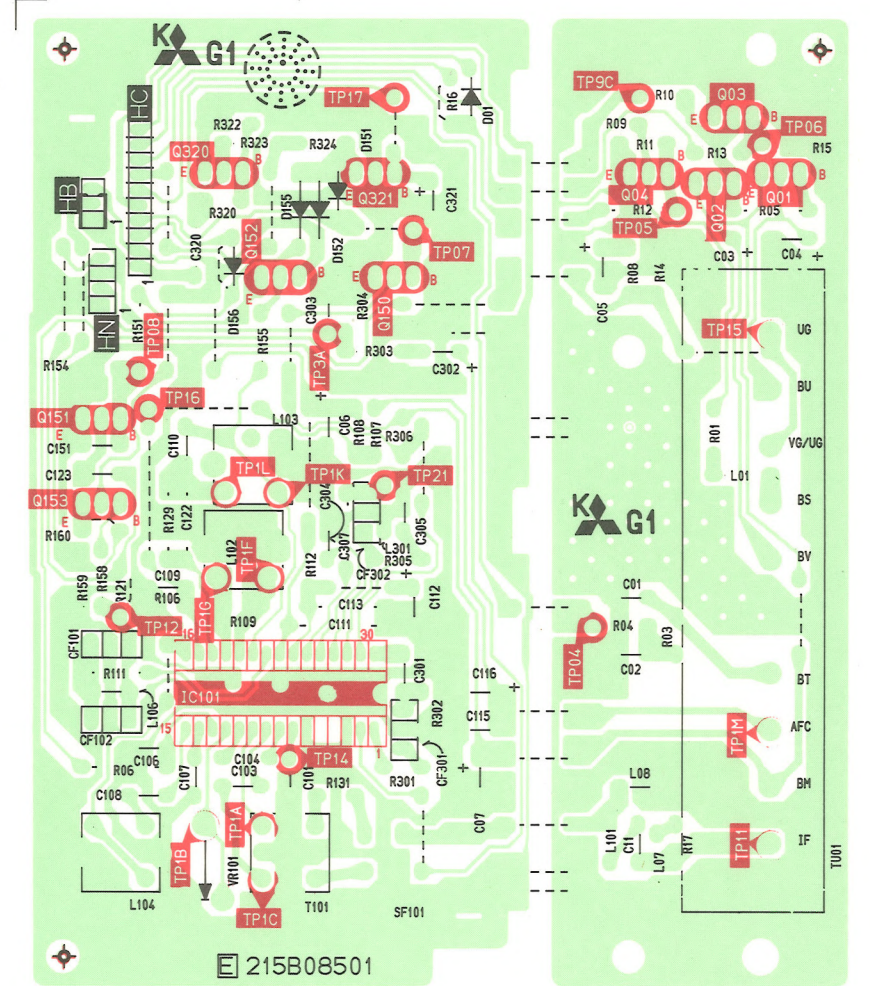 K G1
HC
R322
R323
R324
TP17
D151
R16
D01
Q320
E B
E B
Q321
HB
R320
D155
C321
1
Q152
C320
D152
TP07
E B
B
E
HN
1
1
R151
TP08
D156
R155
C303
R304
Q150
R154
TP3A
R303
C302
TP16
Q151
E B
C151
C110
L103
C06
R108
R107
R306
C123
TP1L
TP1K
TP21
Q153
E B
R129
C122
C304
C305
R160
L102
TP1F
R112
C307
L301
R305
CF302
R159
R158
R121
C109
R106
TP1G
C113
C112
TP12
R109
C111
CF101
16 30
R111
IC101
C301
C116
L106
R302
C115
CF102
15 1
C106
R06
C107
C104
TP14
C101
R131
R301
CF301
C108
C103
C07
TP1B
TP1A
VR101
L104
TP1C
T101
SF101
E 215B08501
TP9C
R10
Q03
R09
E B
TP06
R11
R13
R15
E B
E B
Q04
Q01
E B
R12
TP05
Q02
R05
C03
C04
C05
R08
R14
TP15
UG
BU
R01
VG/UG
L01
BS
K G1
BV
C01
TP04
R04
R03
C02
BT
TP1M
AFC
L08
BM
L101
C11
L07
R17
TP11
IF
TU01